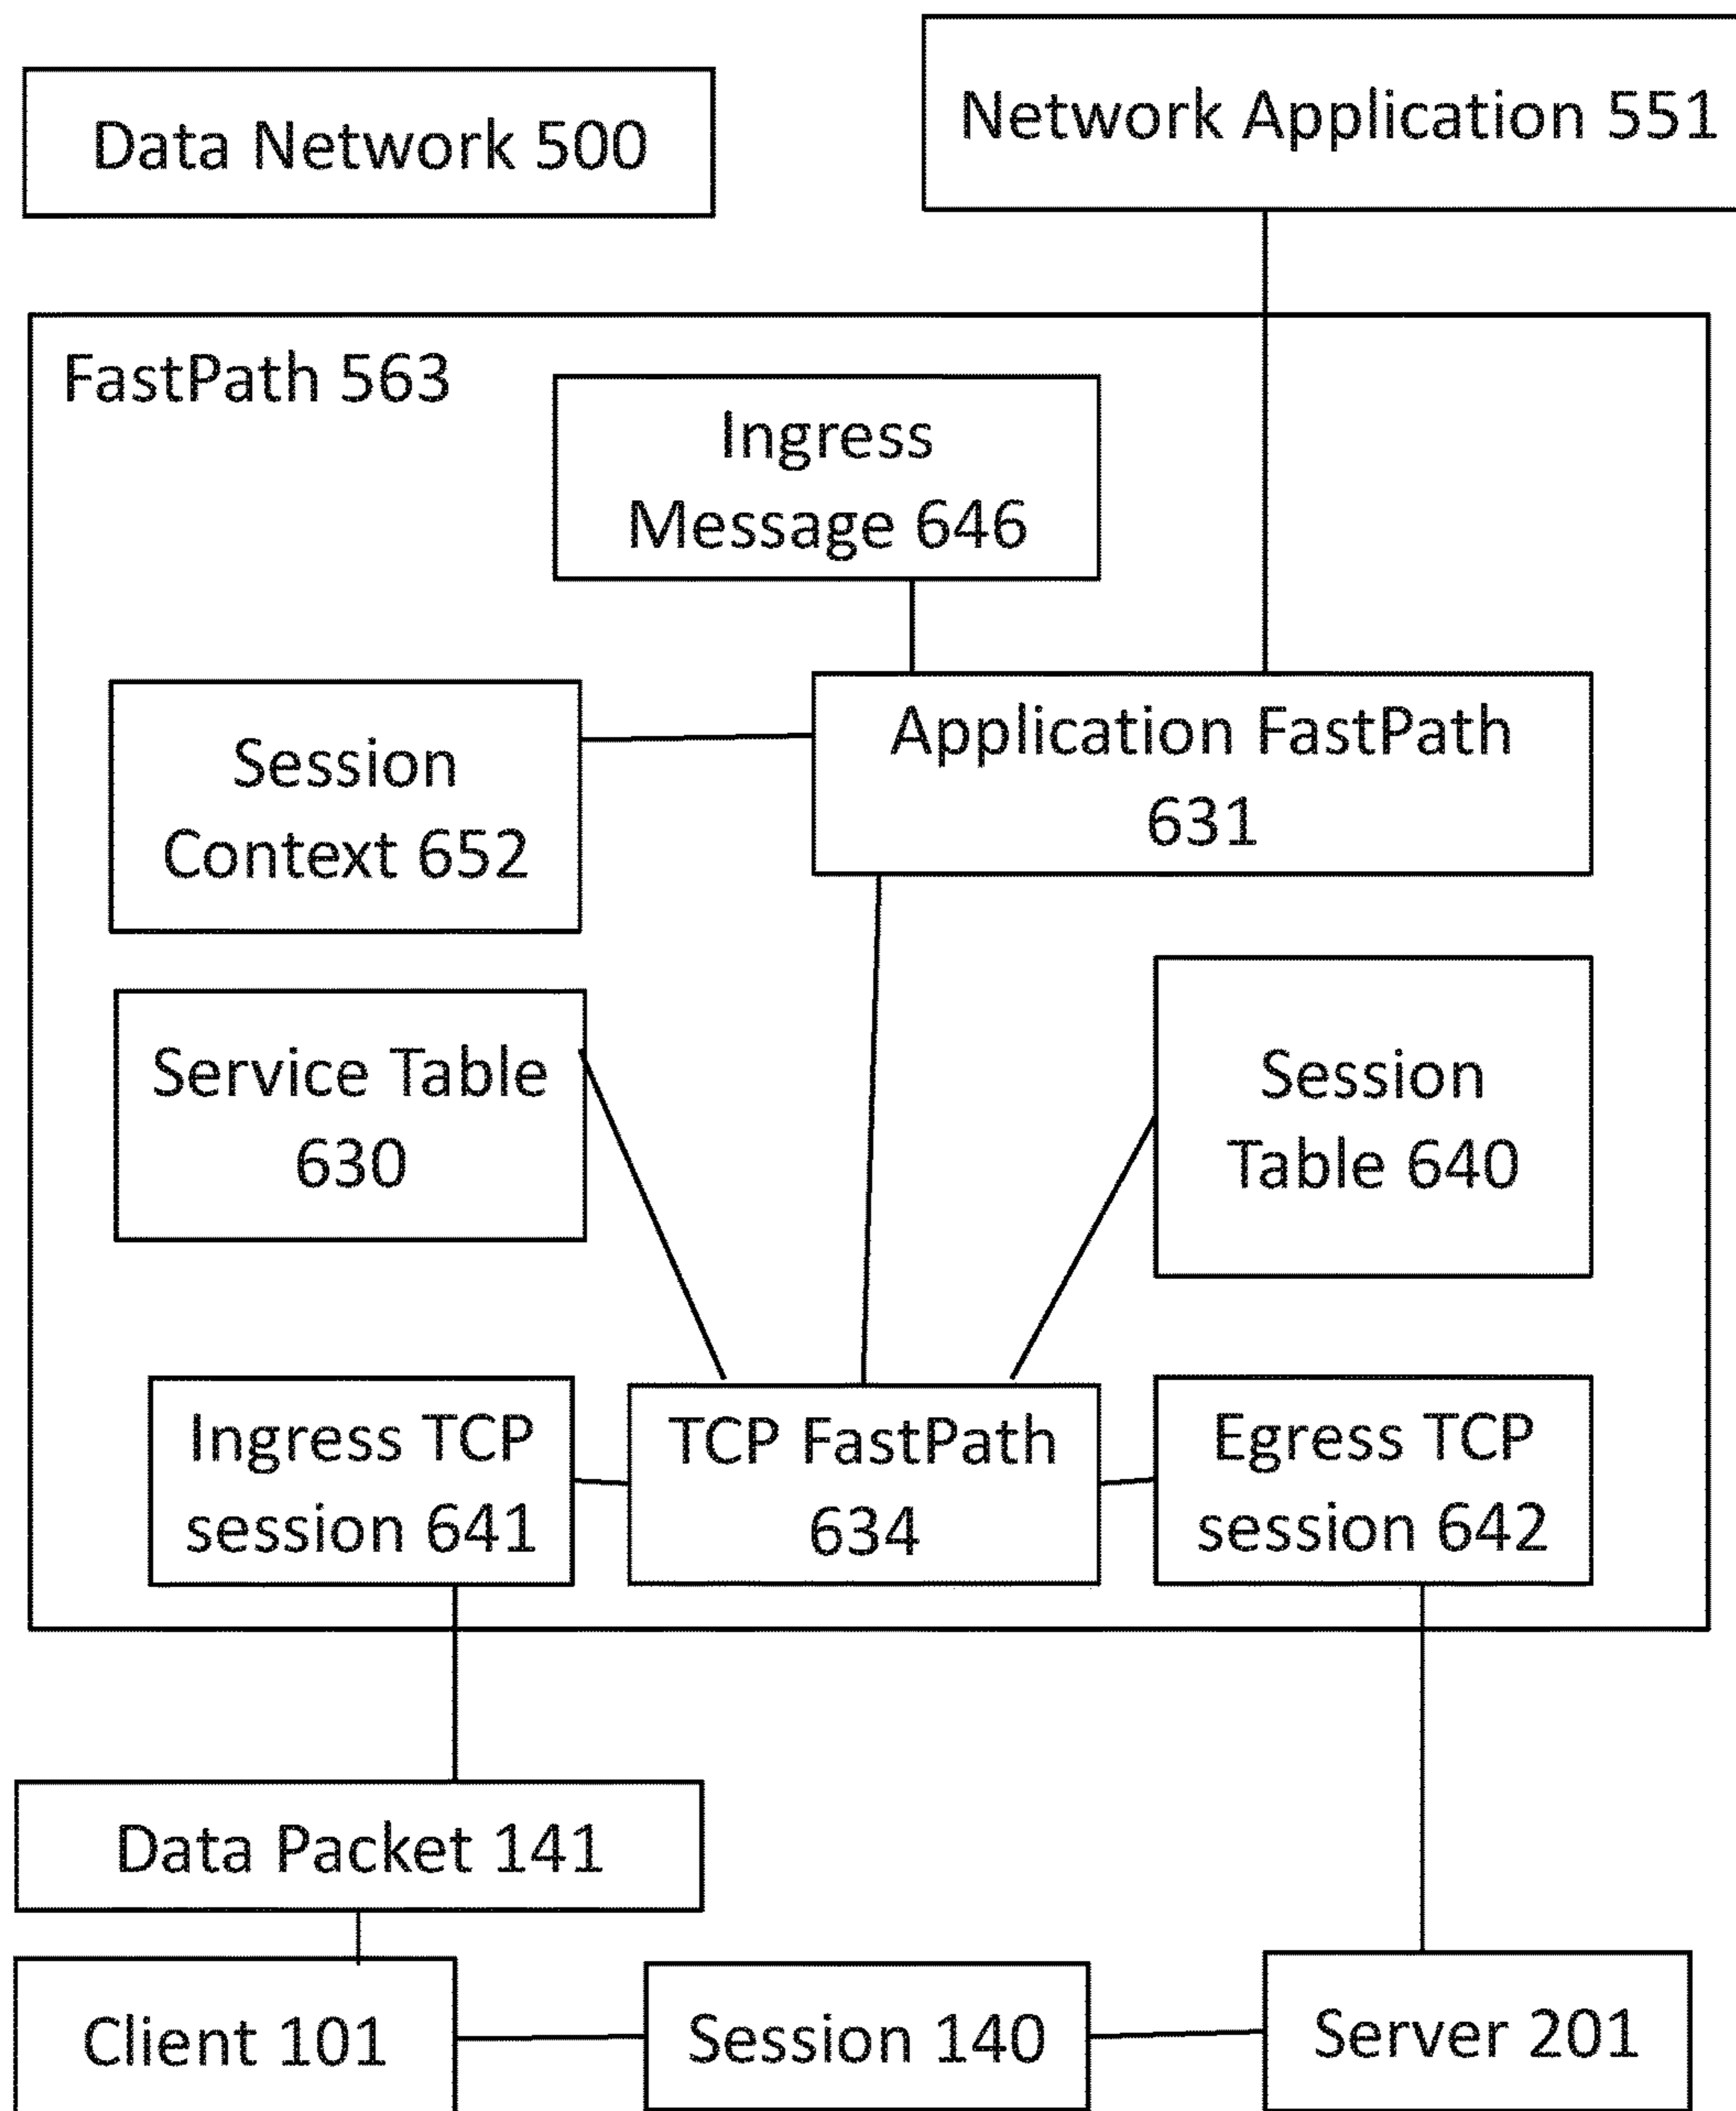 Data Network 500
Network Application 551
FastPath 563
Ingress
Message 646
Session
Context 652
Application FastPath
631
Service Table
630
Session
Table 640
Ingress TCP
session 641
TCP FastPath
634
Egress TCP
session 642
Data Packet 141
Client 101
Session 140
Server 201